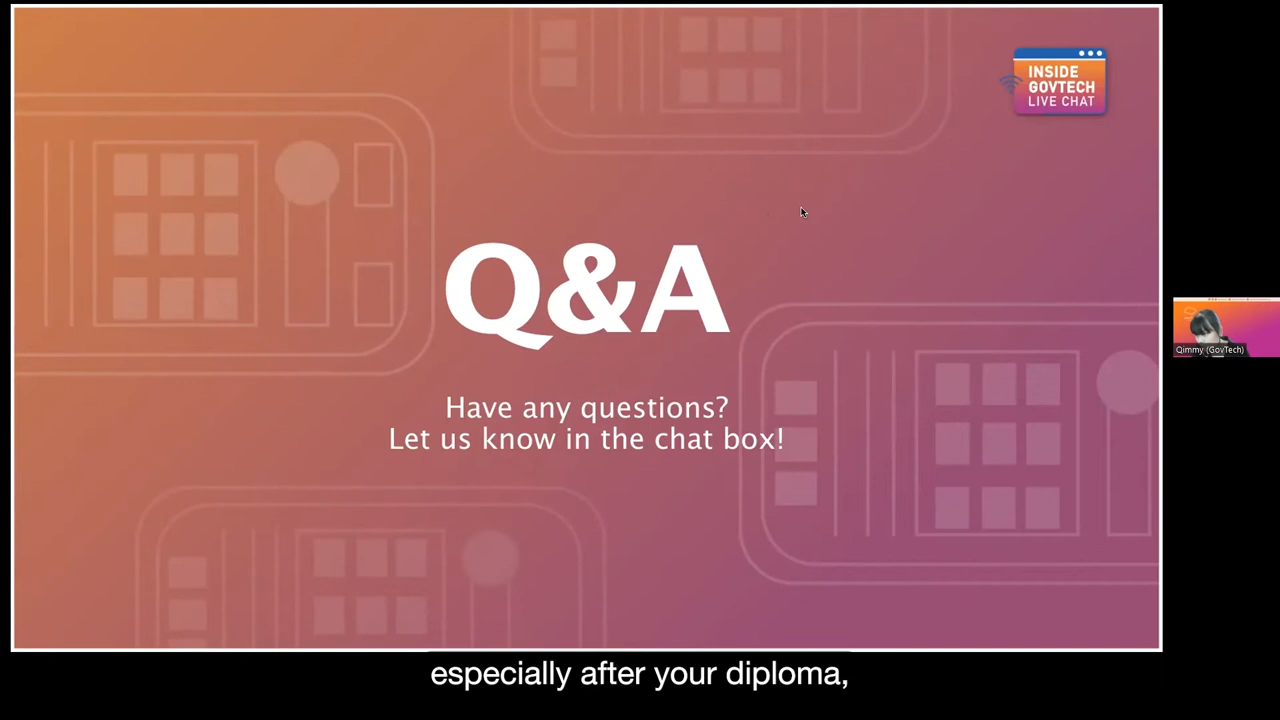 INSIDE
GOVTECH
LIVE CHAT
Q&A
Have any questions?
Let us know in the chat box!
Qimmy (GovTech)
especially after your diploma,